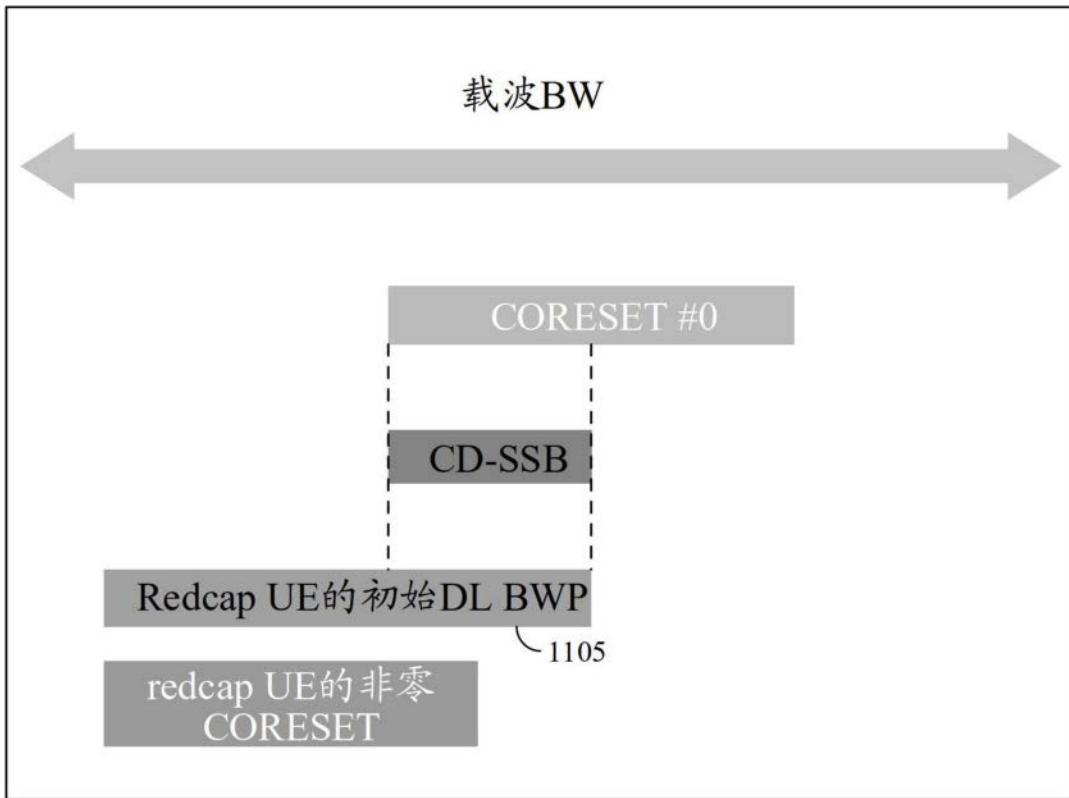 载波BW
CORESET #0
CD-SSB
Redcap UE的初始DL BWP
1105
redcap UE的非零
CORESET